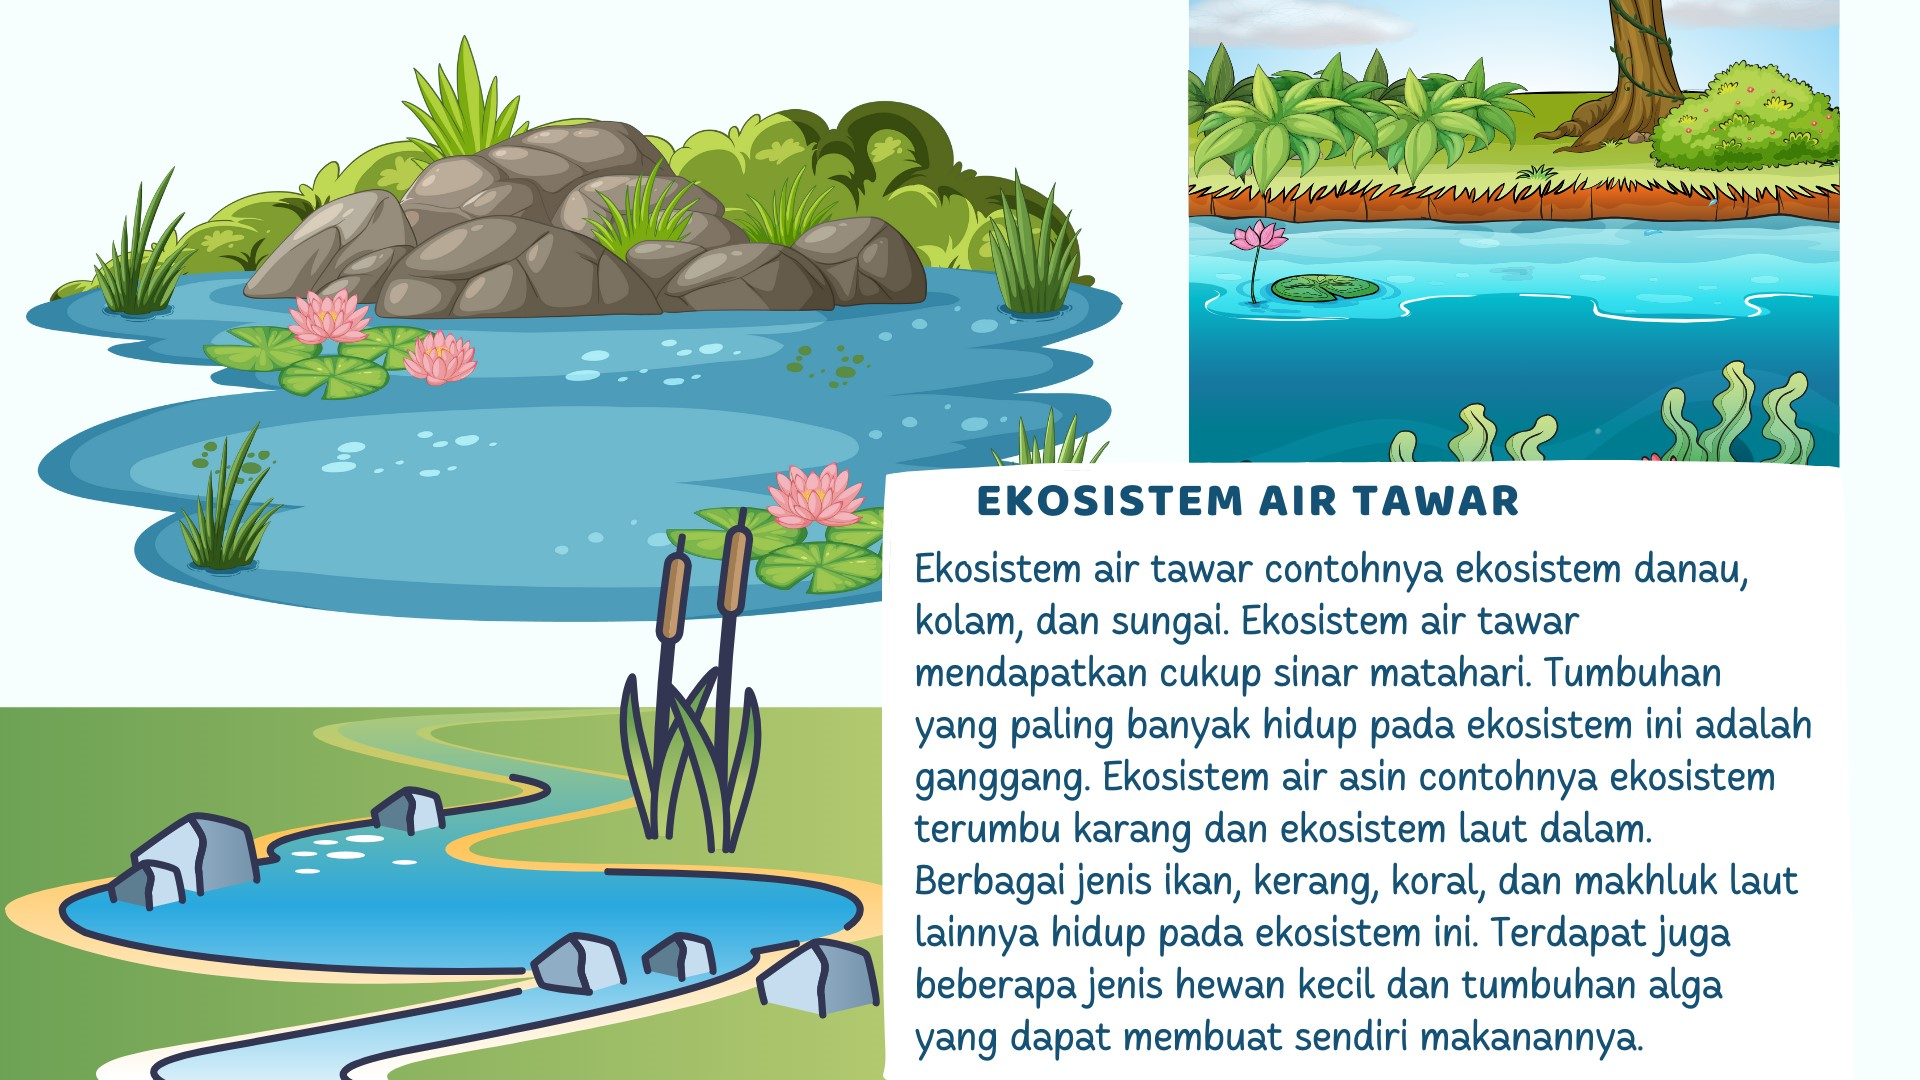 EKOSISTEM AIR TAWAR
Ekosistem air tawar contohnya ekosistem danau,
kolam, dan sungai. Ekosistem air tawar
mendapatkan cukup sinar matahari. Tumbuhan
yang paling banyak hidup pada ekosistem ini adalah
ganggang. Ekosistem air asin contohnya ekosistem
terumbu karang dan ekosistem laut dalam.
Berbagai jenis ikan, kerang, koral, dan makhluk laut
lainnya hidup pada ekosistem ini. Terdapat juga
beberapa jenis hewan kecil dan tumbuhan alga
yang dapat membuat sendiri makanannya.